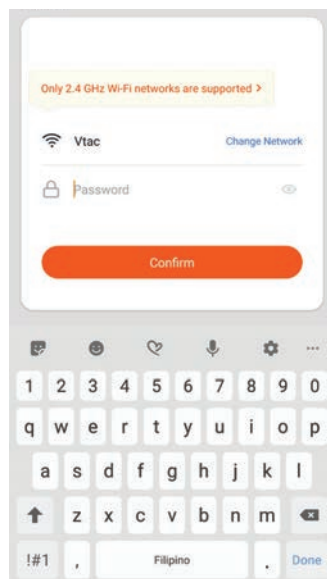 Only 2.4 GHz Wi-Fi networks are supported >
Vtac Change Network
Password
Confirm
1 2 3 4 5 6 7 8 9 0
q w e r t y u i o p
a s d f g h j k l
z x c v b n m
!#1 , Filipino . Done